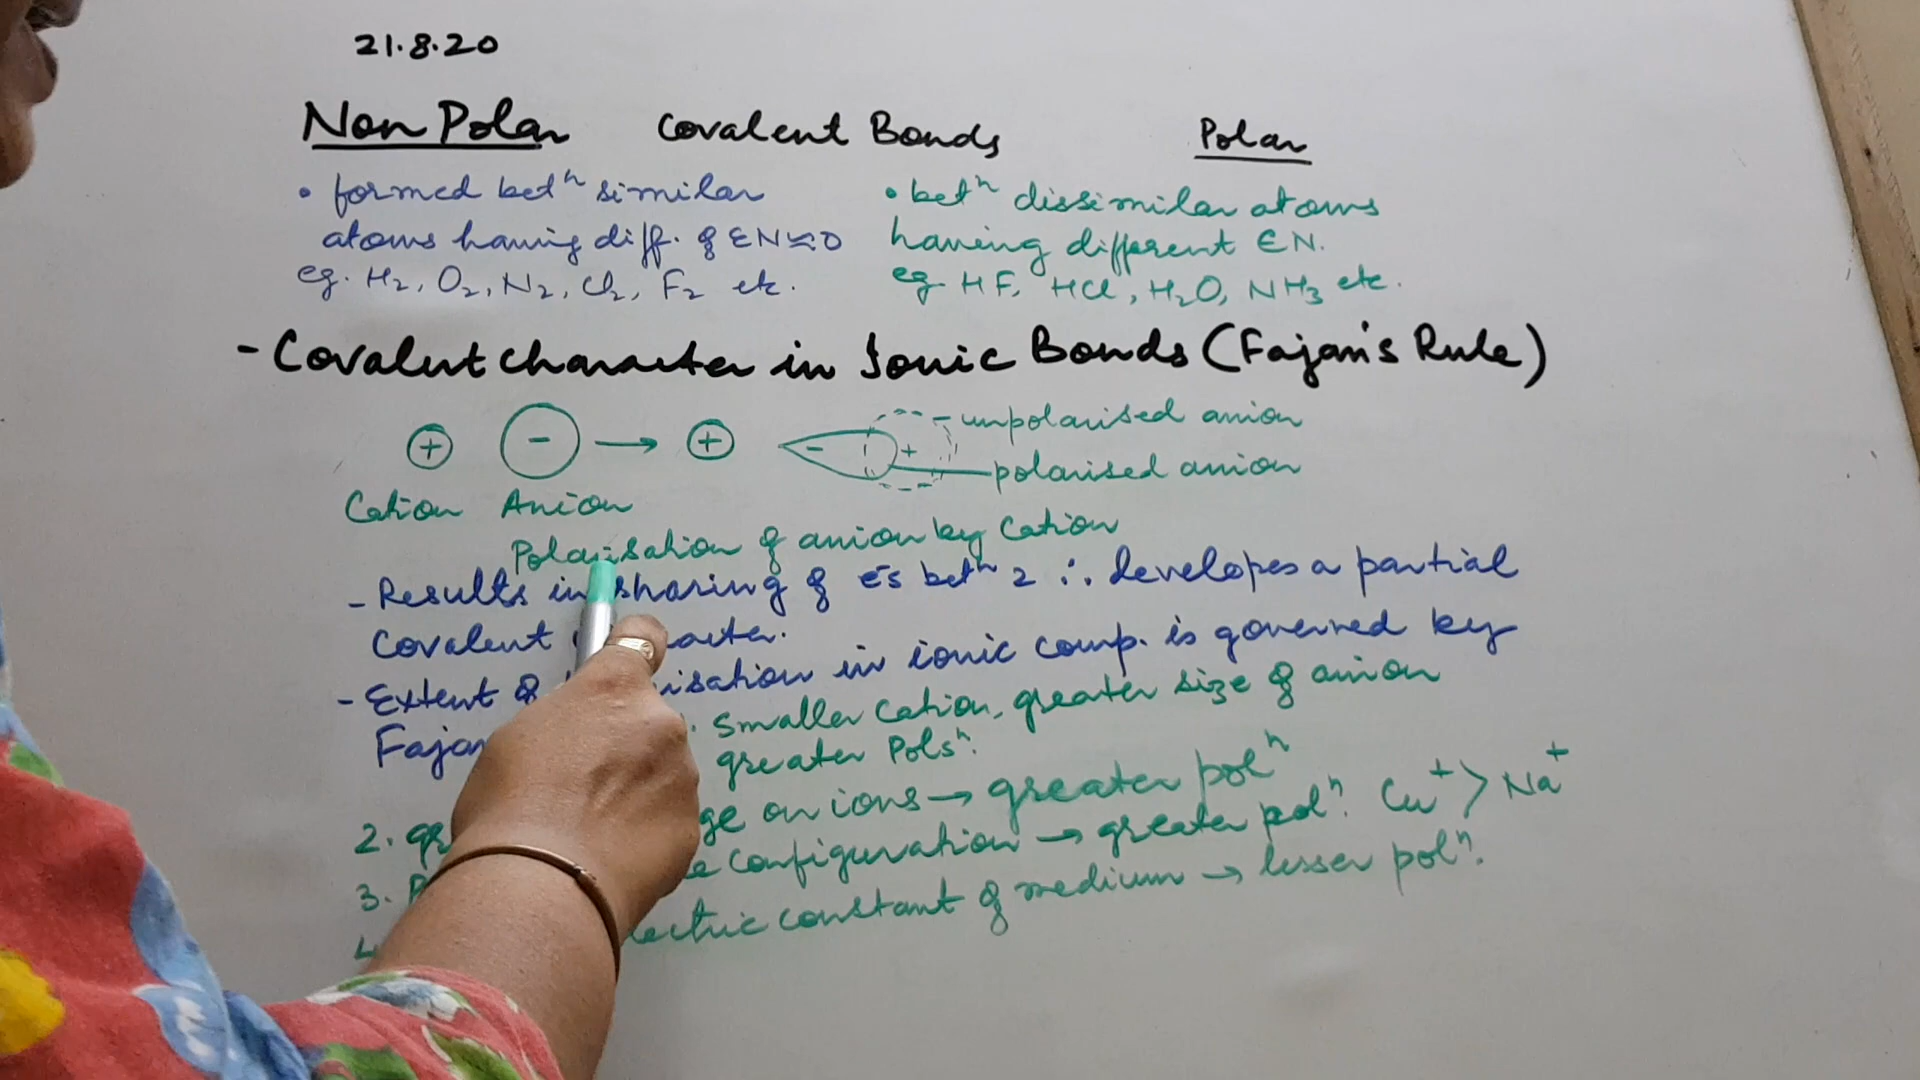 21.8.20
Non Polar Covalent Bonds Polar
• formed betⁿ similar
atoms having diff. of EN ≈ 0
eg. H₂, O₂, N₂, Cl₂, F₂ etc.
• betⁿ dissimilar atoms
having different EN.
eg HF, HCl, H₂O, NH₃ etc.
- Covalent character in Ionic Bonds (Fajan's Rule)
+ - → + - + - unpolarised anion
polarised anion
Cation Anion
Polarisation of anion by Cation
- Results in sharing of e⁻s betⁿ 2 ∴ developes a partial
Covalent
- Extent of isation in ionic comp. is governed by
Fajan . Smaller Cation, greater size of anion
greater Polsⁿ.
2. gr ge on ions → greater polⁿ
3. P e configuration → greater polⁿ. Cu⁺ > Na⁺
4 lectric constant of medium → lesser polⁿ.